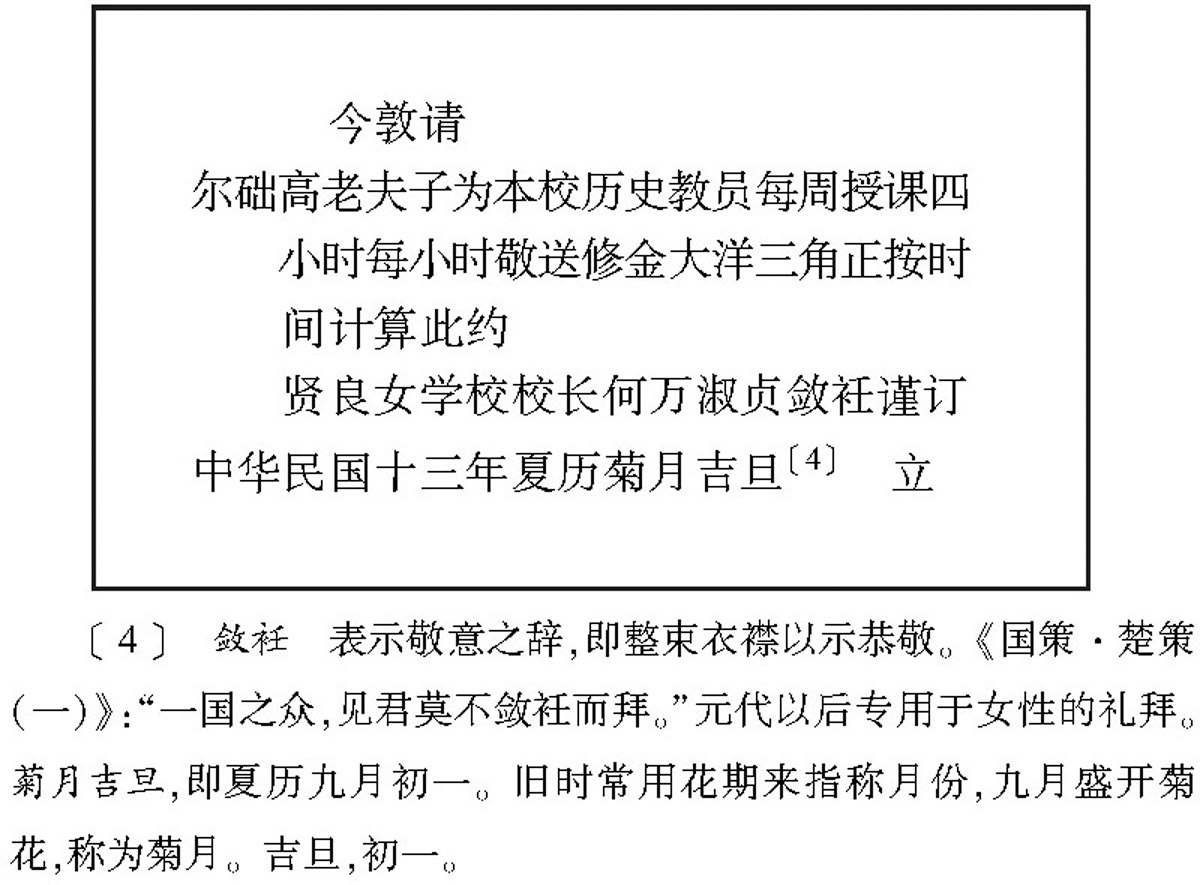 今敦请
尔础高老夫子为本校历史教员每周授课四
小时每小时敬送修金大洋三角正按时
间计算此约
贤良女学校校长何万淑贞敛衽谨订
中华民国十三年夏历菊月吉旦〔4〕 立
〔4〕 敛衽 表示敬意之辞,即整束衣襟以示恭敬。《国策·楚策
(一)》:“一国之众,见君莫不敛衽而拜。”元代以后专用于女性的礼拜。
菊月吉旦,即夏历九月初一。旧时常用花期来指称月份,九月盛开菊
花,称为菊月。吉旦,初一。